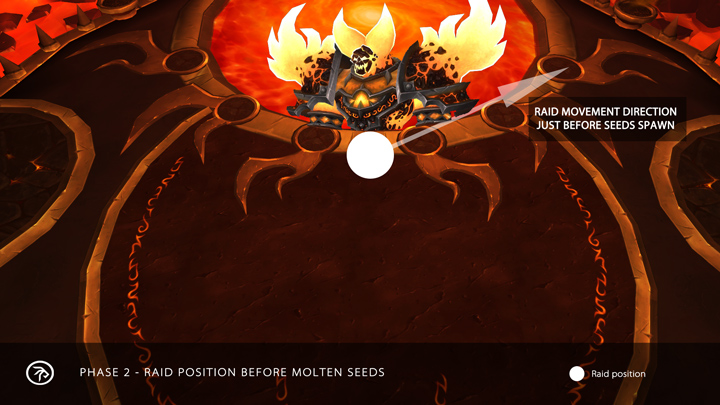 RAID MOVEMENT DIRECTION
JUST BEFORE SEEDS SPAWN
PHASE 2 - RAID POSITION BEFORE MOLTEN SEEDS
Raid position